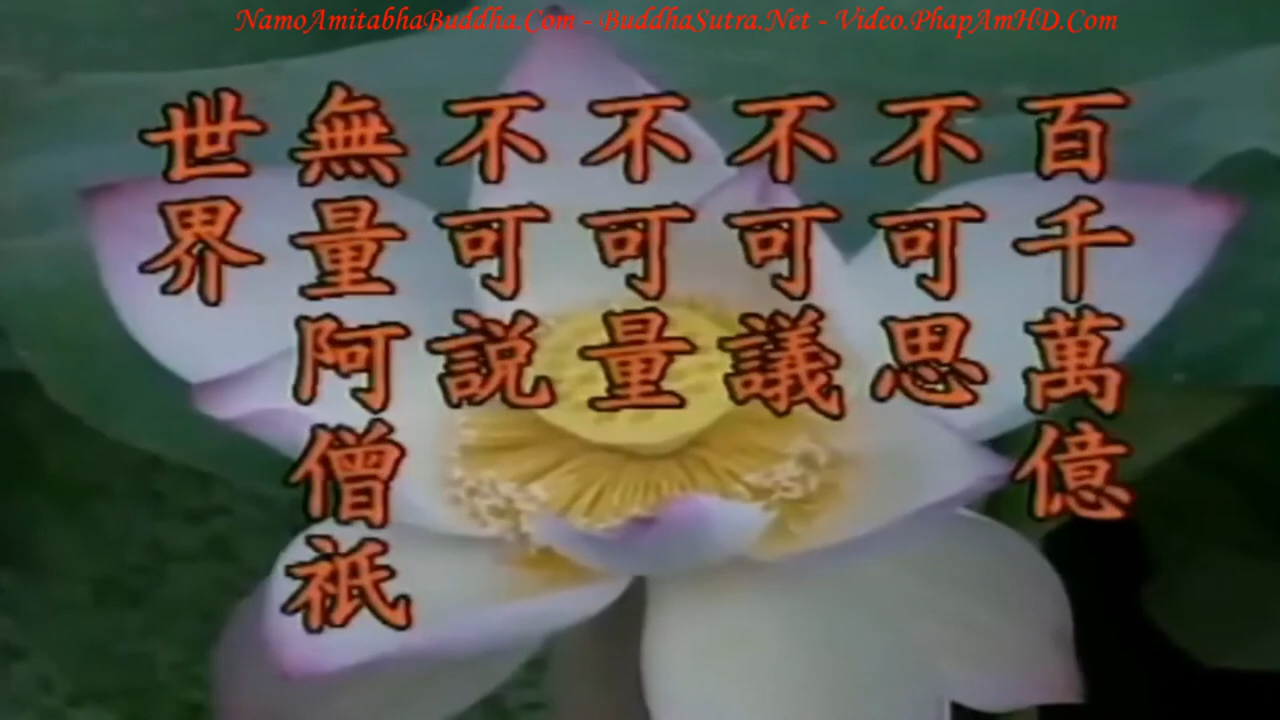 NamoAmitabhaBuddha.Com - BuddhaSutra.Net - Video.PhapAmHD.Com
百千萬億
不可思
不可議
不可量
不可説
無量阿僧祇
世界